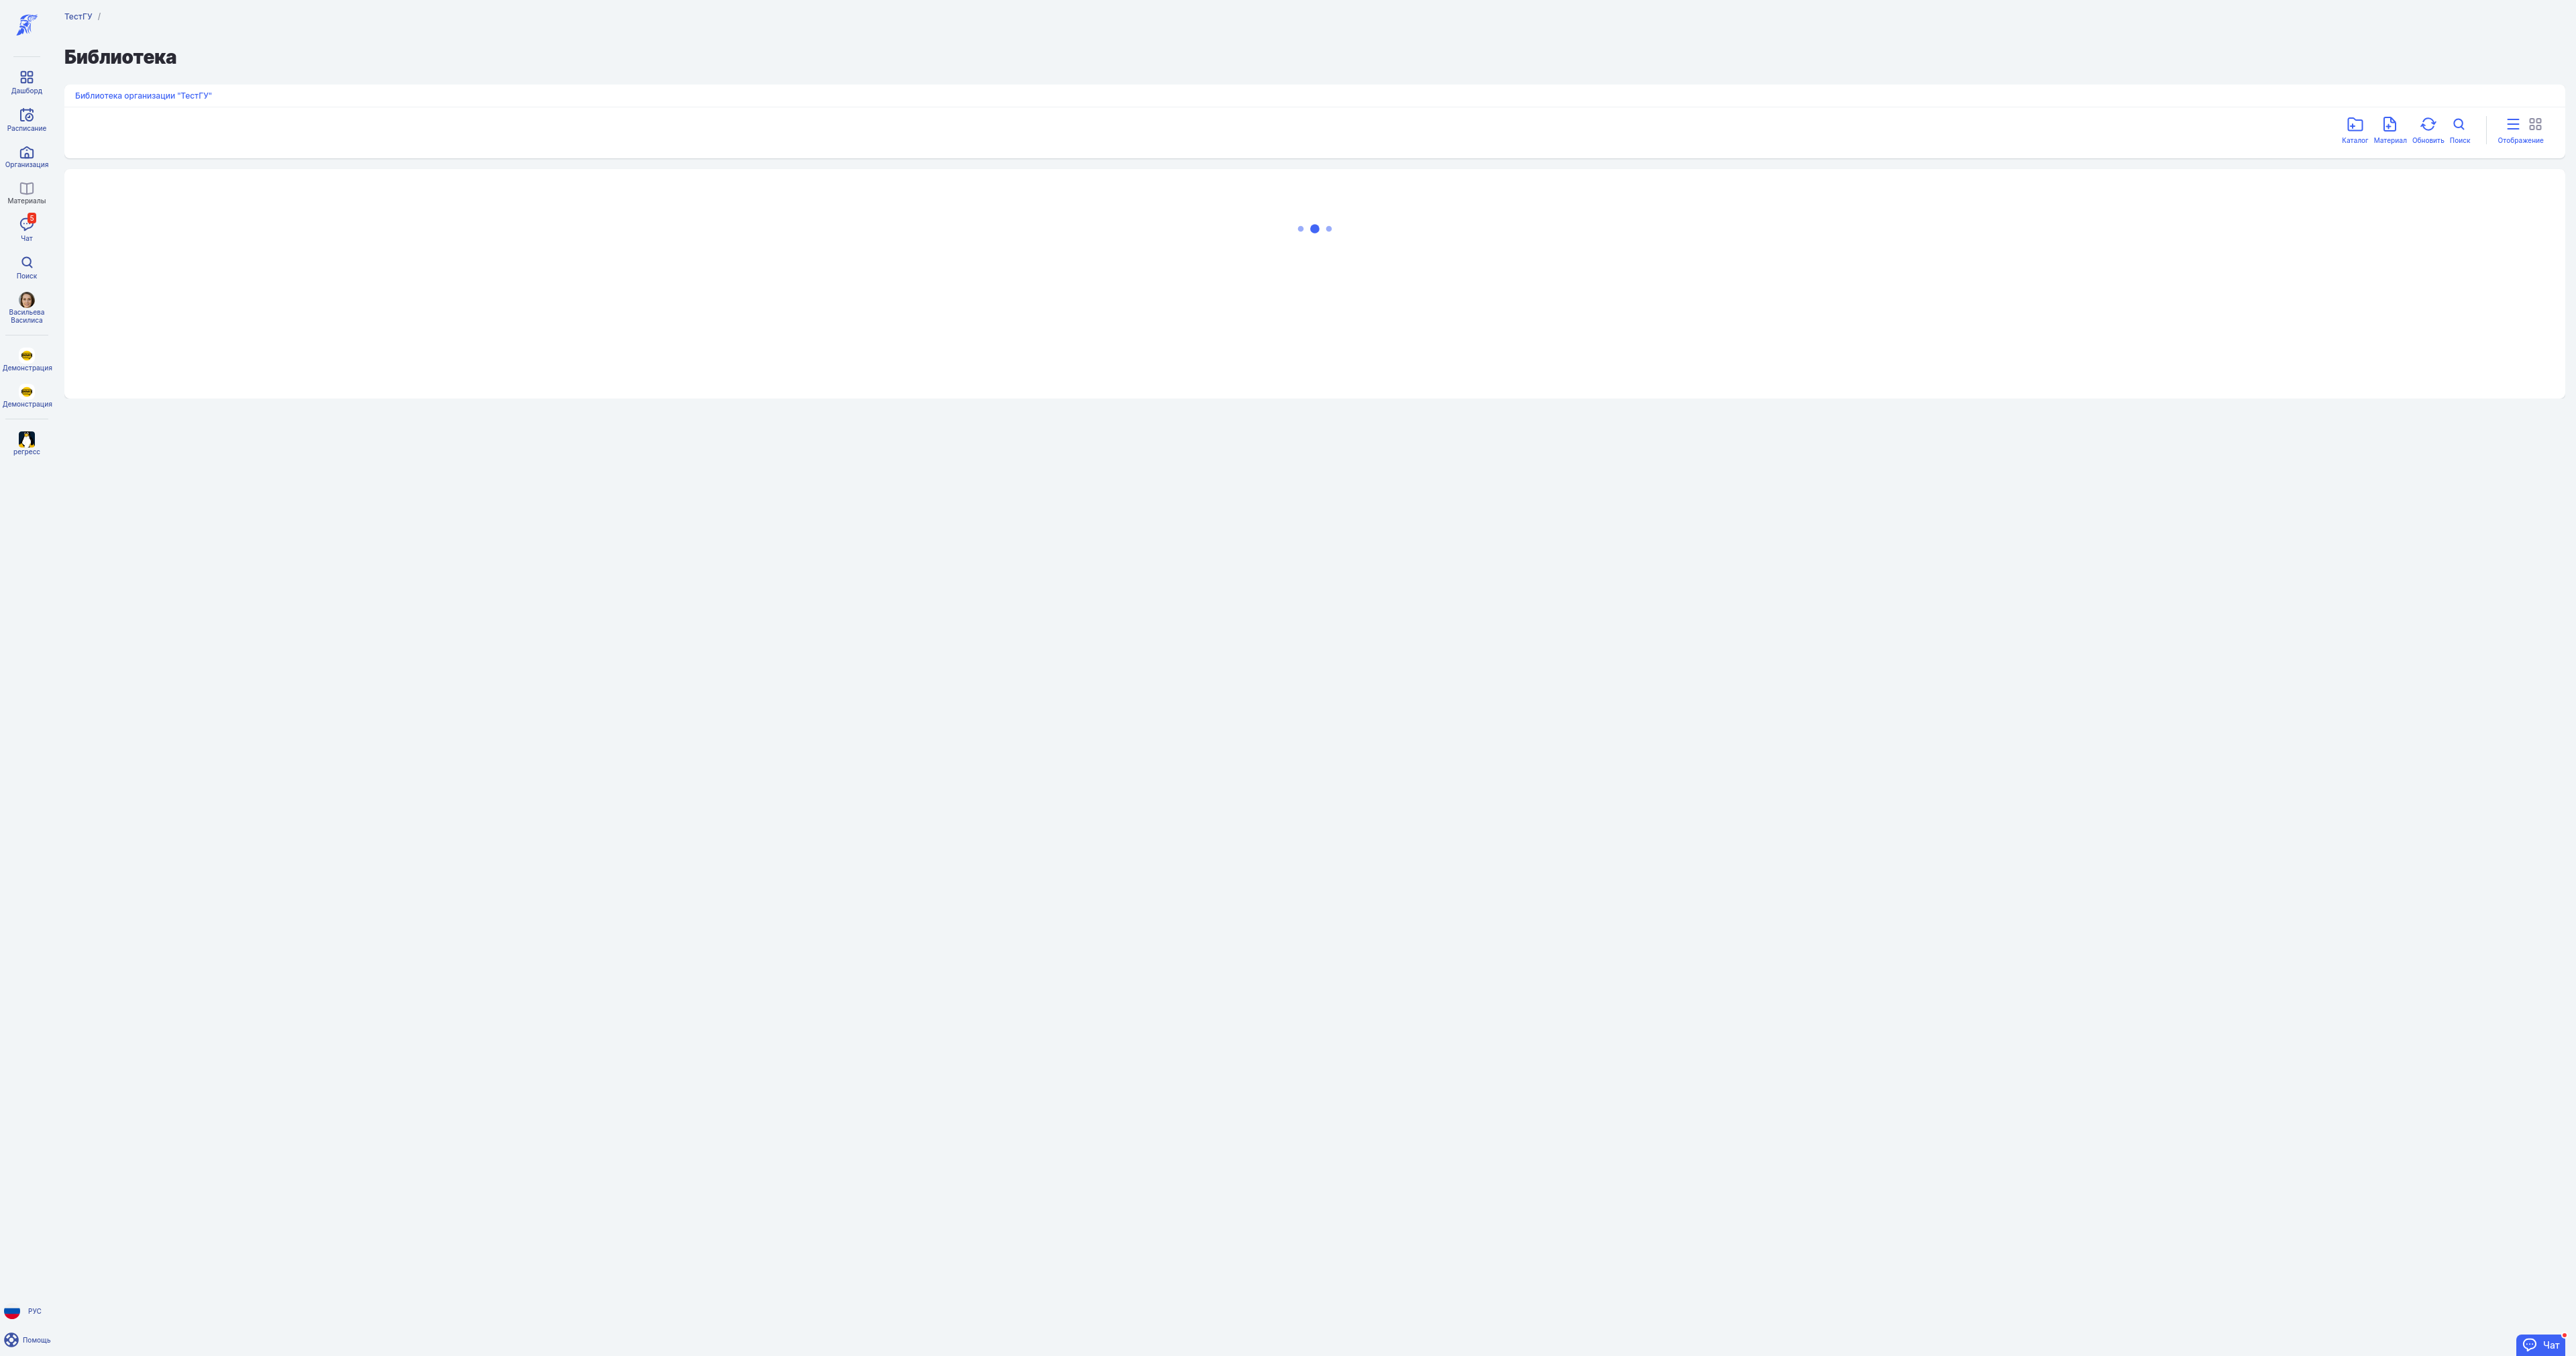 ТестГУ /
Библиотека
Библиотека организации "ТестГУ"
Каталог
Материал
Обновить
Поиск
Отображение
Дашборд
Расписание
Организация
Материалы
5
Чат
Поиск
Васильева
Василиса
Демонстрация
Демонстрация
регресс
РУС
Помощь
Чат